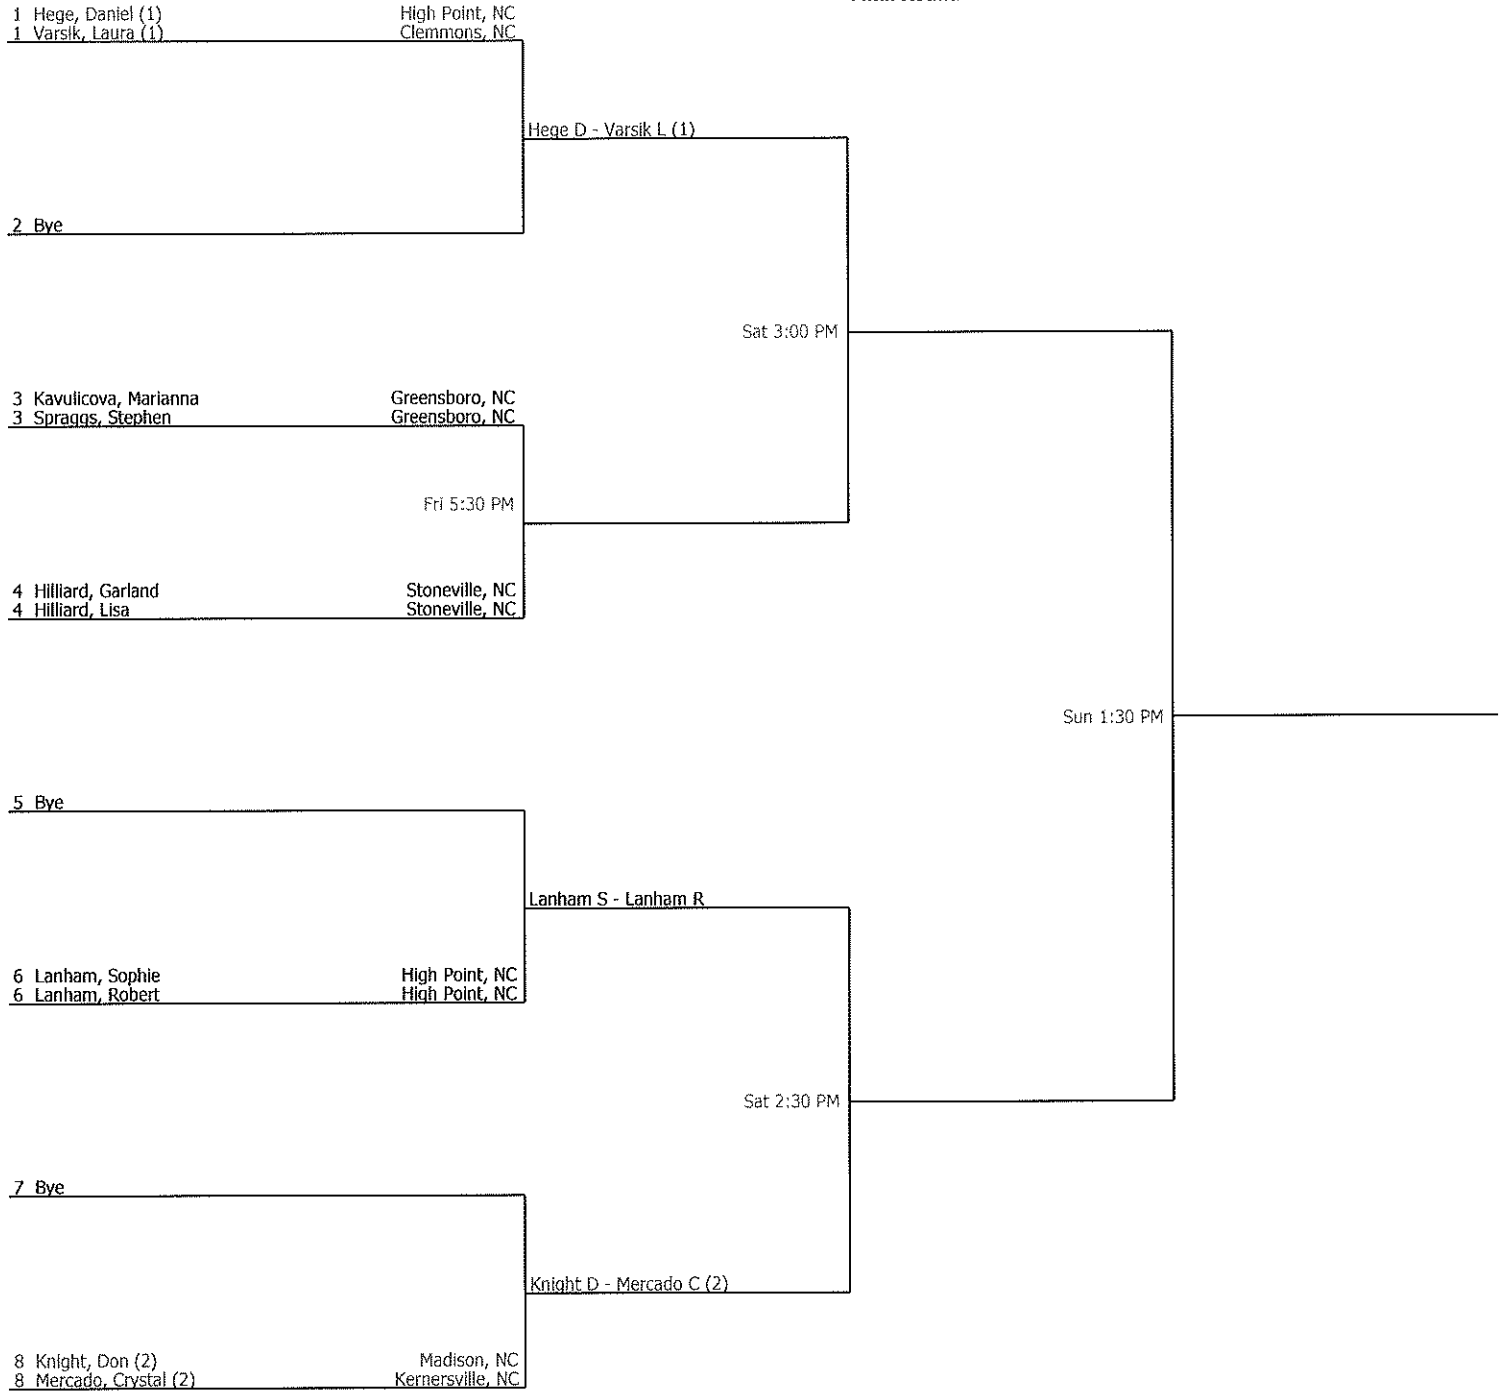 1 Hege, Daniel (1) High Point, NC
1 Varsik, Laura (1) Clemmons, NC
Hege D - Varsik L (1)
2 Bye
Sat 3:00 PM
3 Kavulicova, Marianna Greensboro, NC
3 Spraggs, Stephen Greensboro, NC
Fri 5:30 PM
4 Hilliard, Garland Stoneville, NC
4 Hilliard, Lisa Stoneville, NC
Sun 1:30 PM
5 Bye
Lanham S - Lanham R
6 Lanham, Sophie High Point, NC
6 Lanham, Robert High Point, NC
Sat 2:30 PM
7 Bye
Knight D - Mercado C (2)
8 Knight, Don (2) Madison, NC
8 Mercado, Crystal (2) Kernersville, NC